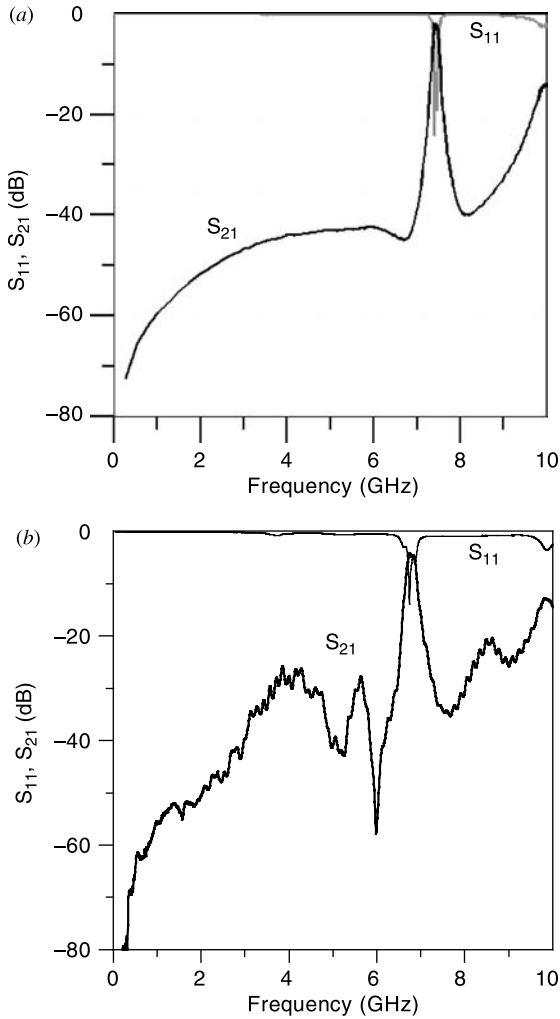 (a)
0
−20
−40
−60
−80
S11, S21 (dB)
S11
S21
0 2 4 6 8 10
Frequency (GHz)
(b)
0
−20
−40
−60
−80
S11, S21 (dB)
S11
S21
0 2 4 6 8 10
Frequency (GHz)